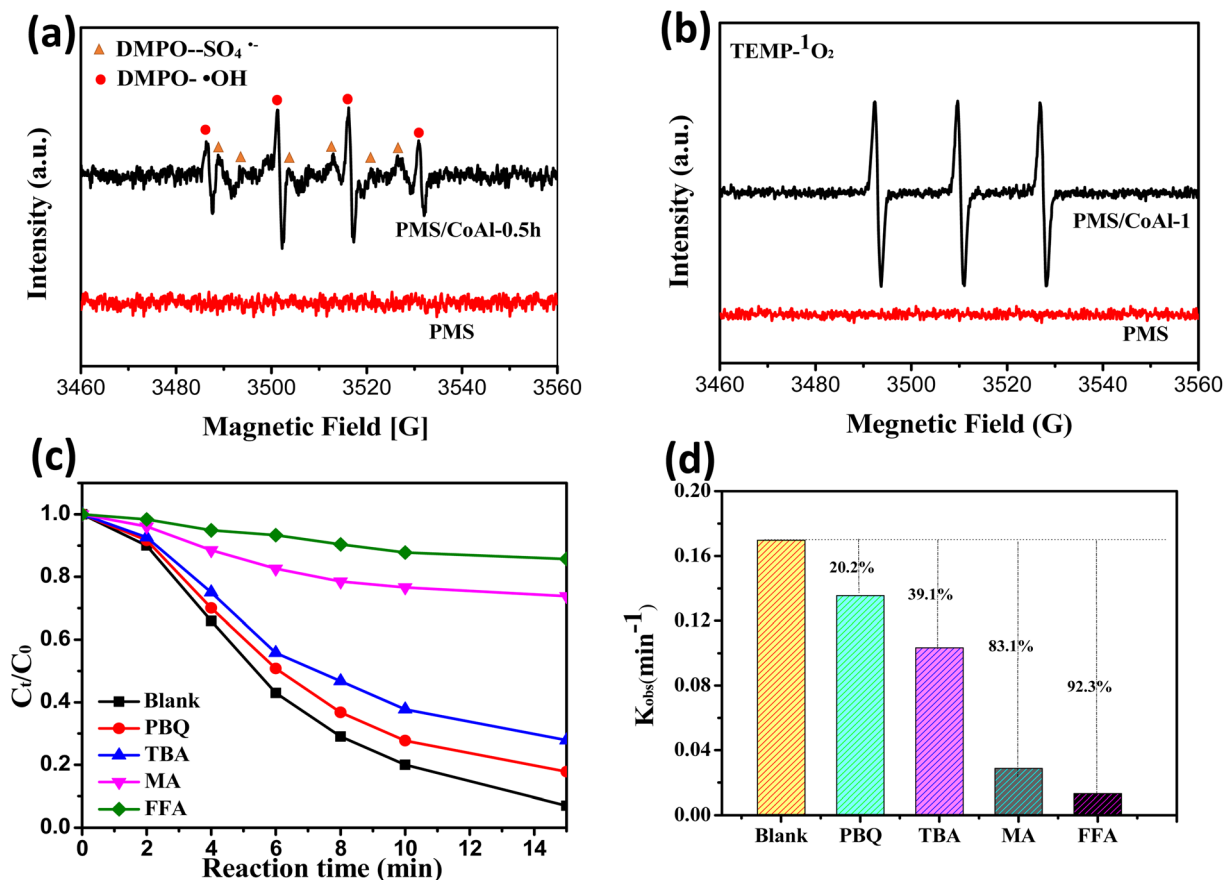 (a)
DMPO--SO₄ •-
DMPO- •OH
Intensity (a.u.)
PMS/CoAl-0.5h
PMS
3460 3480 3500 3520 3540 3560
Magnetic Field [G]
(b)
TEMP-¹O₂
Intensity (a.u.)
PMS/CoAl-1
PMS
3460 3480 3500 3520 3540 3560
Megnetic Field (G)
(c)
Cₜ/C₀
1.0
0.8
0.6
0.4
0.2
0.0
Blank
PBQ
TBA
MA
FFA
0 2 4 6 8 10 12 14
Reaction time (min)
(d)
Kobs(min⁻¹)
0.20
0.16
0.12
0.08
0.04
0.00
20.2%
39.1%
83.1%
92.3%
Blank PBQ TBA MA FFA